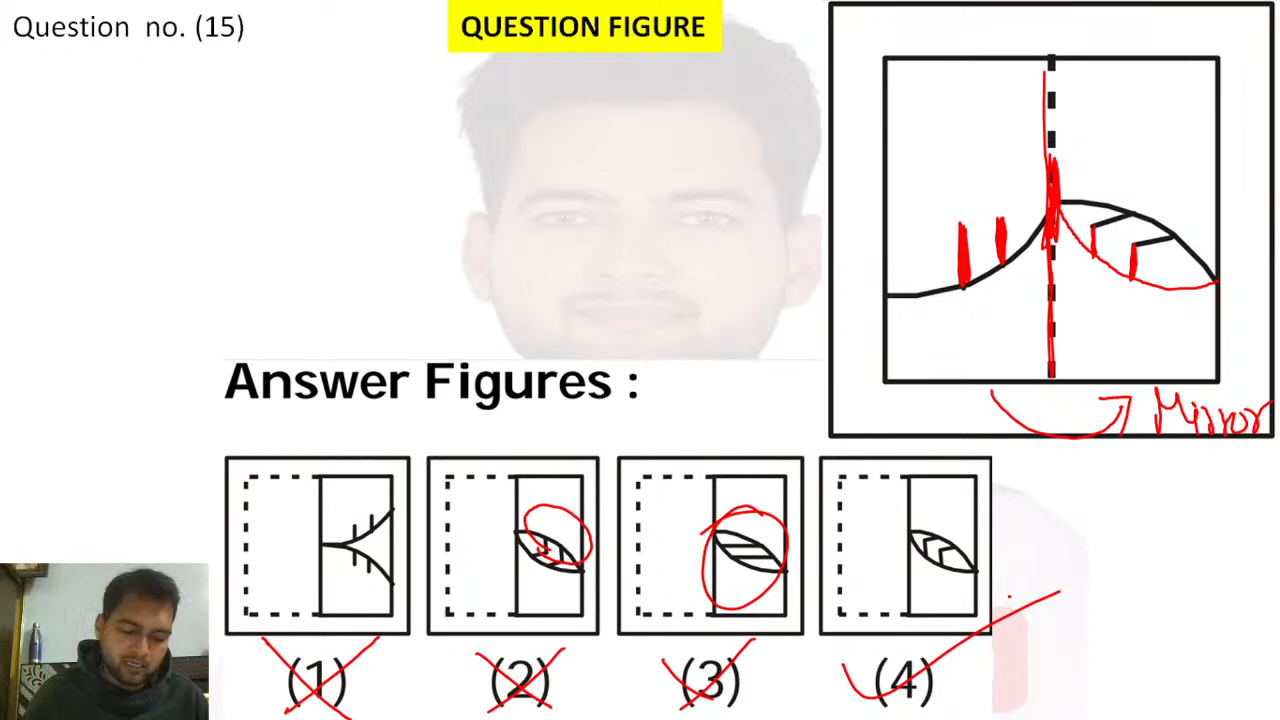 Question no. (15)
QUESTION FIGURE
Mirror
Answer Figures :
(1)
(2)
(3)
(4)